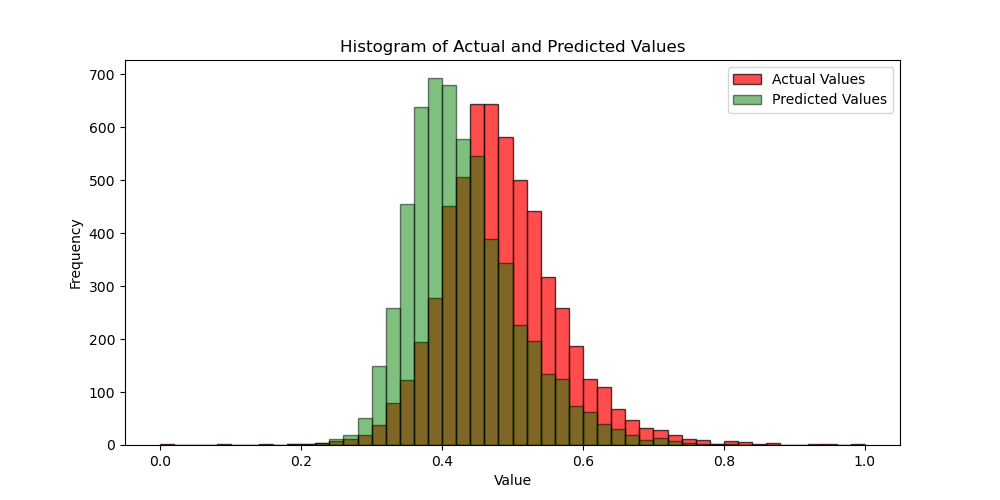 Histogram of Actual and Predicted Values
Actual Values
Predicted Values
700
600
500
400
300
200
100
0
Frequency
0.0 0.2 0.4 0.6 0.8 1.0
Value